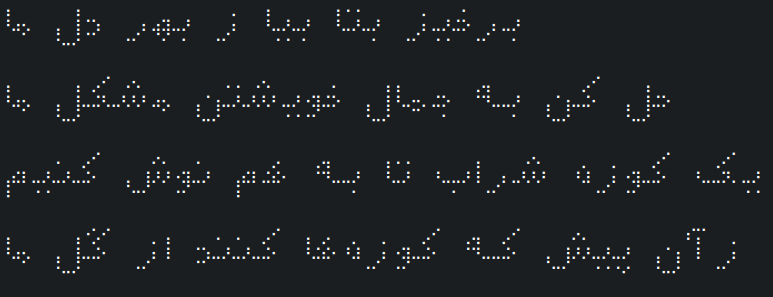 برخیز بتا بیا ز بهر دل ما
حل کن به جمال خویشتن مشکل ما
یک کوزه شراب تا به هم نوش کنیم
زآن پیش که کوزه‌ها کنند از گل ما